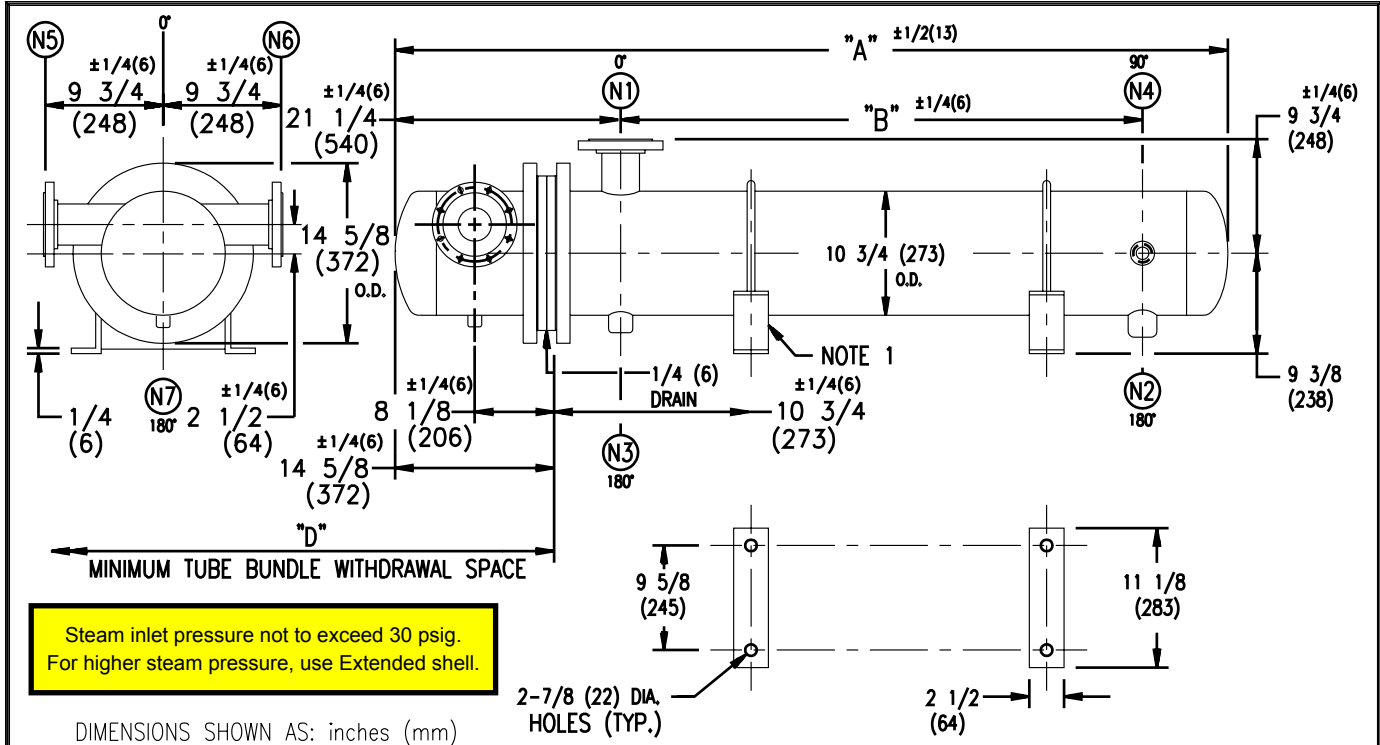 N5
0°
N6
±1/4(6)
±1/4(6)
9 3/4
(248)
9 3/4
(248)
±1/4(6)
21 1/4
(540)
"A" ±1/2(13)
0°
N1
"B" ±1/4(6)
90°
N4
±1/4(6)
9 3/4
(248)
14 5/8
(372)
O.D.
10 3/4 (273)
O.D.
NOTE 1
1/4 (6)
DRAIN
9 3/8
(238)
1/4
(6)
N7
180°
±1/4(6)
2 1/2
(64)
±1/4(6)
8 1/8
(206)
±1/4(6)
10 3/4
(273)
N3
180°
N2
180°
±1/4(6)
14 5/8
(372)
"D"
MINIMUM TUBE BUNDLE WITHDRAWAL SPACE
Steam inlet pressure not to exceed 30 psig.
For higher steam pressure, use Extended shell.
9 5/8
(245)
11 1/8
(283)
2-7/8 (22) DIA.
HOLES (TYP.)
2 1/2
(64)
DIMENSIONS SHOWN AS: inches (mm)